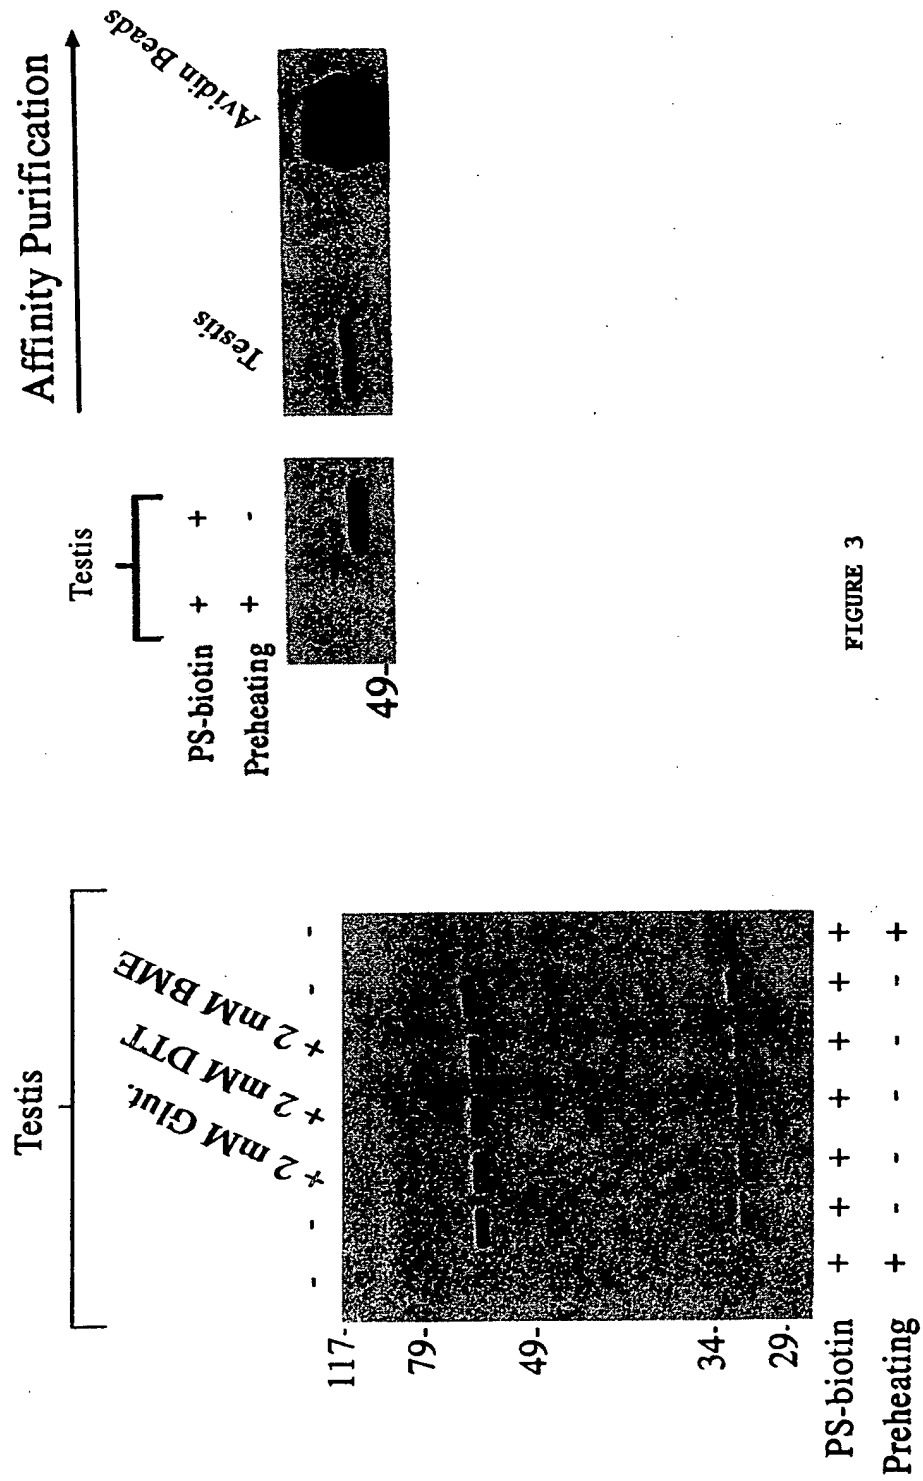 Testis
- - + 2 mM Glut. + 2 mM DTT + 2 mM BME - -
117-
79-
49-
34-
29-
PS-biotin + + + + + + +
Preheating + - - - - - +
Testis
PS-biotin + +
Preheating + -
49-
Affinity Purification
Testis Avidin Beads
FIGURE 3